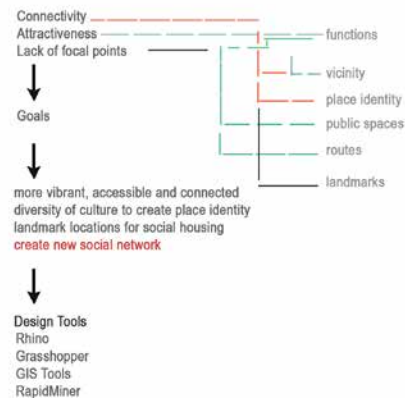 Connectivity
Attractiveness
Lack of focal points
functions
vicinity
place identity
public spaces
routes
landmarks
Goals
more vibrant, accessible and connected
diversity of culture to create place identity
landmark locations for social housing
create new social network
Design Tools
Rhino
Grasshopper
GIS Tools
RapidMiner